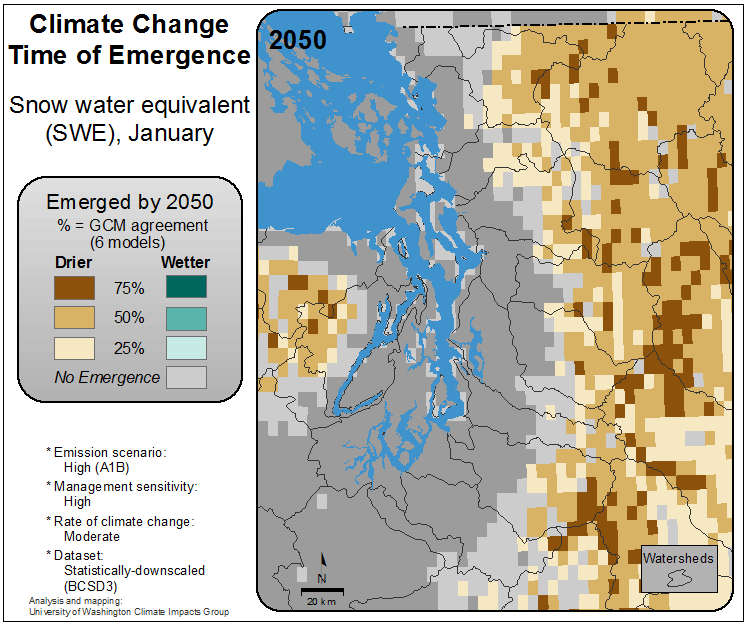 Climate Change
Time of Emergence
Snow water equivalent
(SWE), January
Emerged by 2050
% = GCM agreement
(6 models)
Drier Wetter
75%
50%
25%
No Emergence
* Emission scenario:
High (A1B)
* Management sensitivity:
High
* Rate of climate change:
Moderate
* Dataset:
Statistically-downscaled
(BCSD3)
Analysis and mapping:
University of Washington Climate Impacts Group
2050
N
20 km
Watersheds